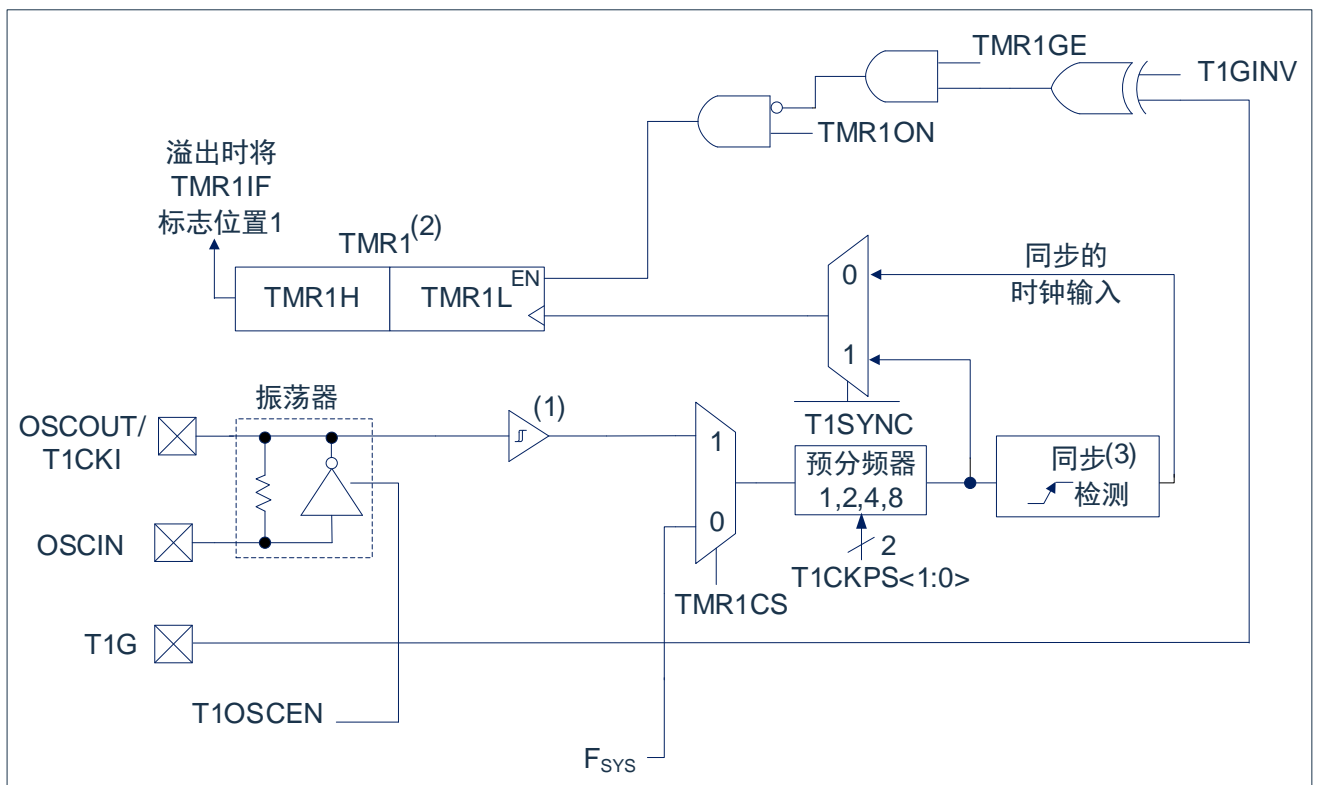 TMR1GE
T1GINV
TMR1ON
溢出时将
TMR1IF
标志位置1
TMR1(2)
EN
TMR1H
TMR1L
0
1
同步的
时钟输入
T1SYNC
振荡器
(1)
OSCOUT/
T1CKI
1
0
预分频器
1,2,4,8
同步(3)
检测
OSCIN
2
T1CKPS<1:0>
TMR1CS
T1G
T1OSCEN
FSYS